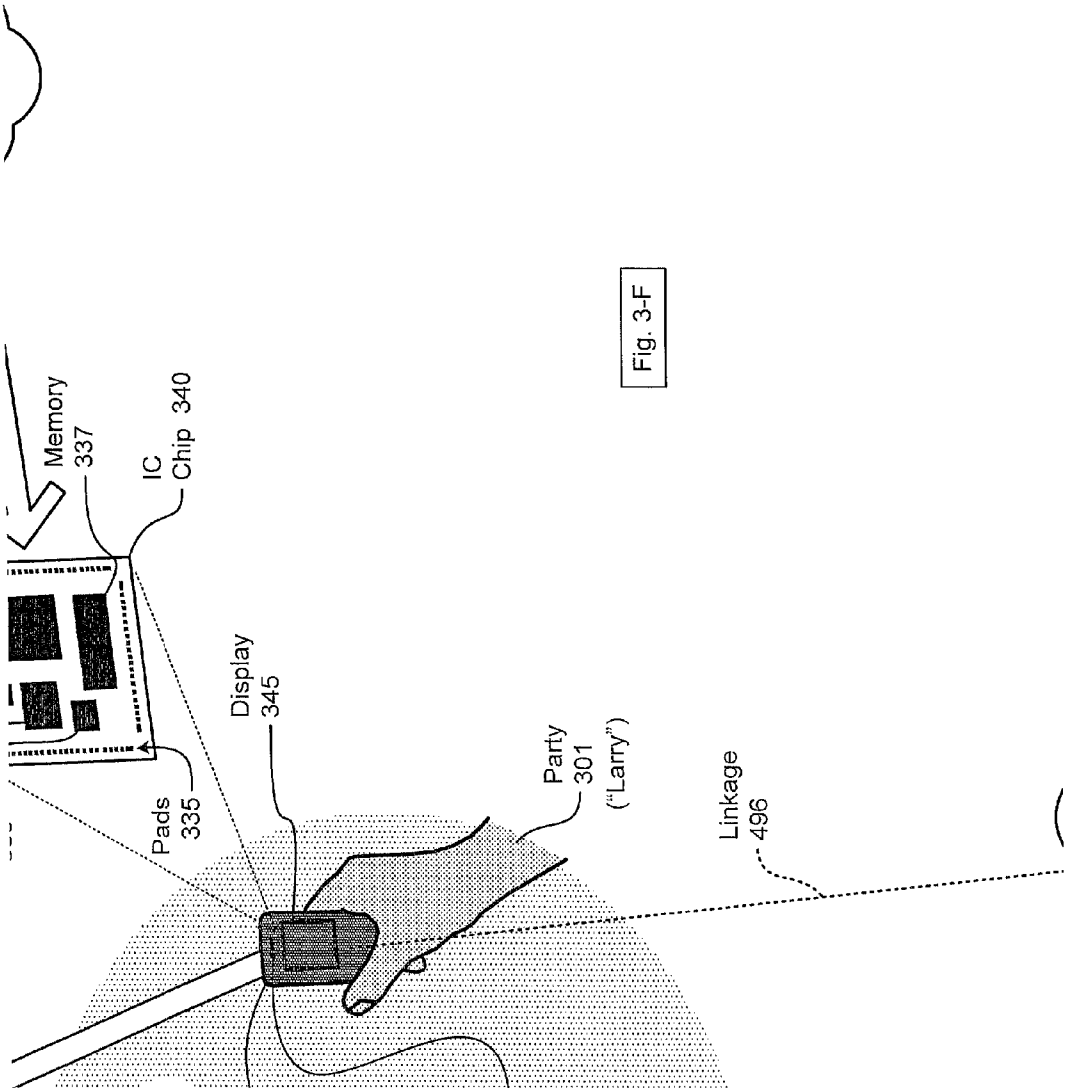 Memory
337
IC
Chip 340
Display
345
Pads
335
Party
301
("Larry")
Linkage
496
Fig. 3-F